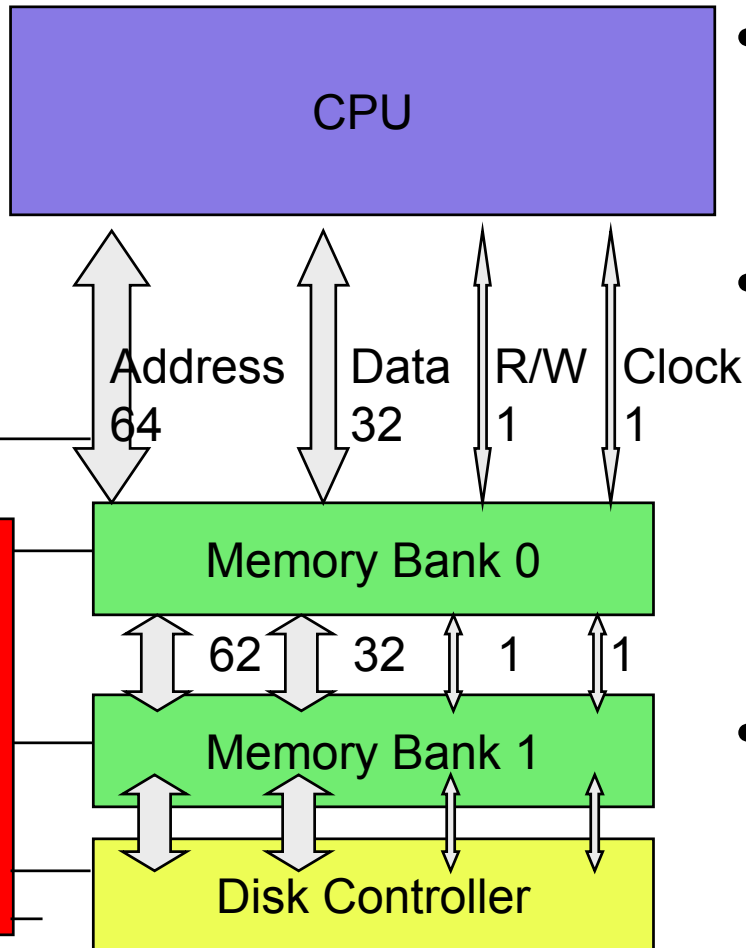 CPU
Address Data R/W Clock
64 32 1 1
Memory Bank 0
62 32 1 1
Memory Bank 1
Disk Controller